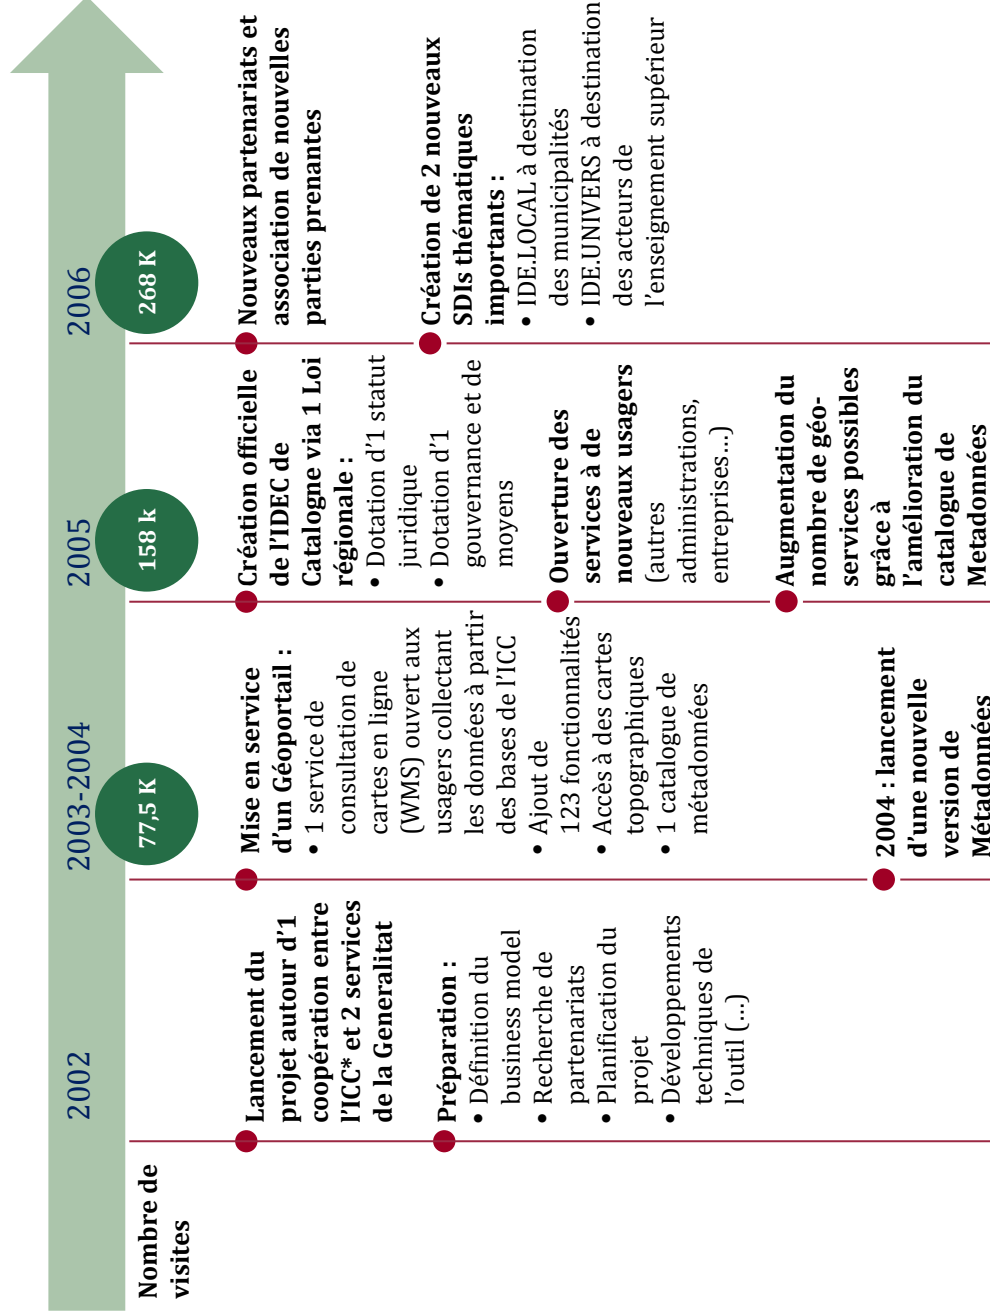 Nombre de
visites
2002
Lancement du
projet autour d'1
coopération entre
l'ICC* et 2 services
de la Generalitat
Préparation :
• Définition du
business model
• Recherche de
partenariats
• Planification du
projet
• Développements
techniques de
l'outil (…)
2003-2004
77,5 K
Mise en service
d'un Géoportail :
• 1 service de
consultation de
cartes en ligne
(WMS) ouvert aux
usagers collectant
les données à partir
des bases de l'ICC
• Ajout de
123 fonctionnalités
• Accès à des cartes
topographiques
• 1 catalogue de
métadonnées
2004 : lancement
d'une nouvelle
version de
Métadonnées
2005
158 k
Création officielle
de l'IDEC de
Catalogne via 1 Loi
régionale :
• Dotation d'1 statut
juridique
• Dotation d'1
gouvernance et de
moyens
Ouverture des
services à de
nouveaux usagers
(autres
administrations,
entreprises…)
Augmentation du
nombre de géo-
services possibles
grâce à
l'amélioration du
catalogue de
Metadonnées
2006
268 K
Nouveaux partenariats et
association de nouvelles
parties prenantes
Création de 2 nouveaux
SDIs thématiques
importants :
• IDE.LOCAL à destination
des municipalités
• IDE.UNIVERS à destination
des acteurs de
l'enseignement supérieur